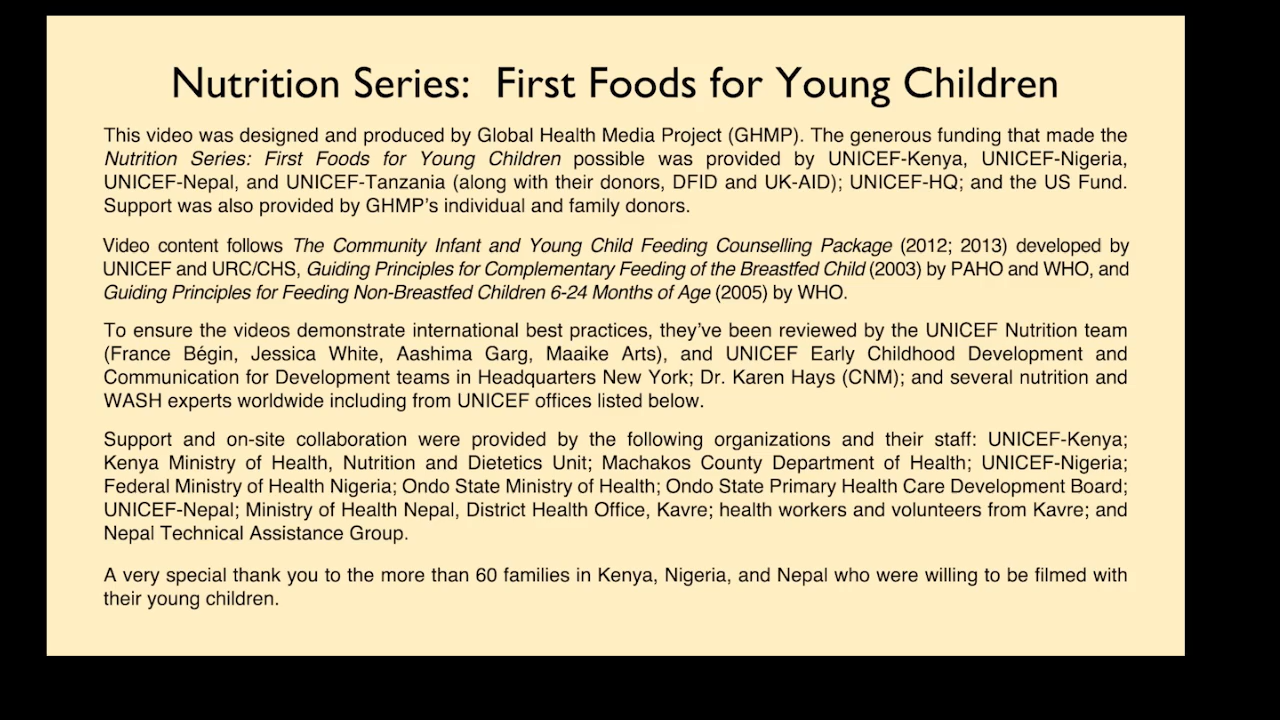 Nutrition Series: First Foods for Young Children
This video was designed and produced by Global Health Media Project (GHMP). The generous funding that made the
Nutrition Series: First Foods for Young Children possible was provided by UNICEF-Kenya, UNICEF-Nigeria,
UNICEF-Nepal, and UNICEF-Tanzania (along with their donors, DFID and UK-AID); UNICEF-HQ; and the US Fund.
Support was also provided by GHMP's individual and family donors.
Video content follows The Community Infant and Young Child Feeding Counselling Package (2012; 2013) developed by
UNICEF and URC/CHS, Guiding Principles for Complementary Feeding of the Breastfed Child (2003) by PAHO and WHO, and
Guiding Principles for Feeding Non-Breastfed Children 6-24 Months of Age (2005) by WHO.
To ensure the videos demonstrate international best practices, they've been reviewed by the UNICEF Nutrition team
(France Bégin, Jessica White, Aashima Garg, Maaike Arts), and UNICEF Early Childhood Development and
Communication for Development teams in Headquarters New York; Dr. Karen Hays (CNM); and several nutrition and
WASH experts worldwide including from UNICEF offices listed below.
Support and on-site collaboration were provided by the following organizations and their staff: UNICEF-Kenya;
Kenya Ministry of Health, Nutrition and Dietetics Unit; Machakos County Department of Health; UNICEF-Nigeria;
Federal Ministry of Health Nigeria; Ondo State Ministry of Health; Ondo State Primary Health Care Development Board;
UNICEF-Nepal; Ministry of Health Nepal, District Health Office, Kavre; health workers and volunteers from Kavre; and
Nepal Technical Assistance Group.
A very special thank you to the more than 60 families in Kenya, Nigeria, and Nepal who were willing to be filmed with
their young children.